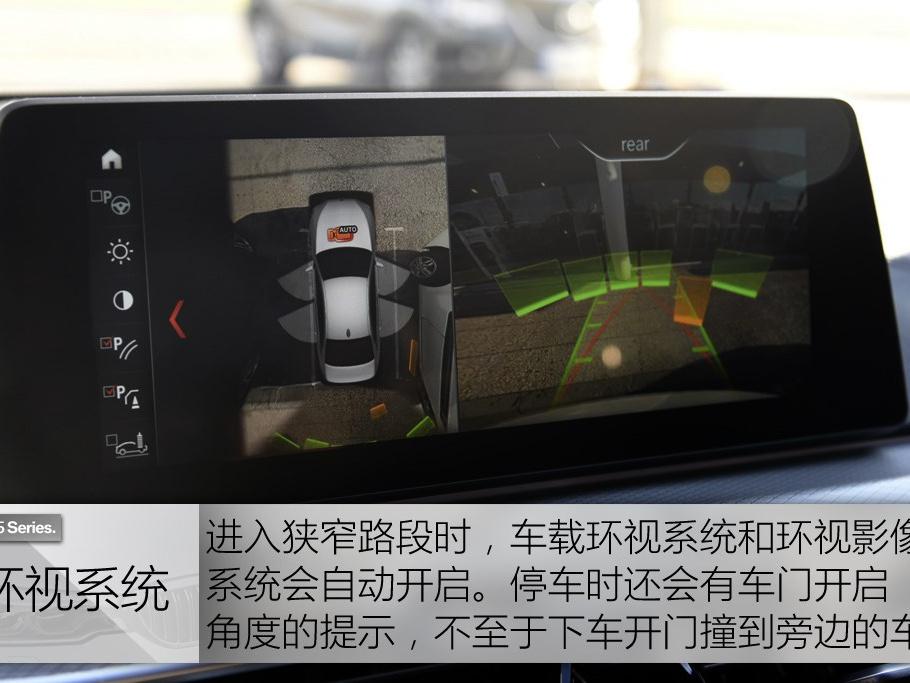 rear
P
AUTO
P
P
5 Series.
环视系统
进入狭窄路段时，车载环视系统和环视影像
系统会自动开启。停车时还会有车门开启
角度的提示，不至于下车开门撞到旁边的车